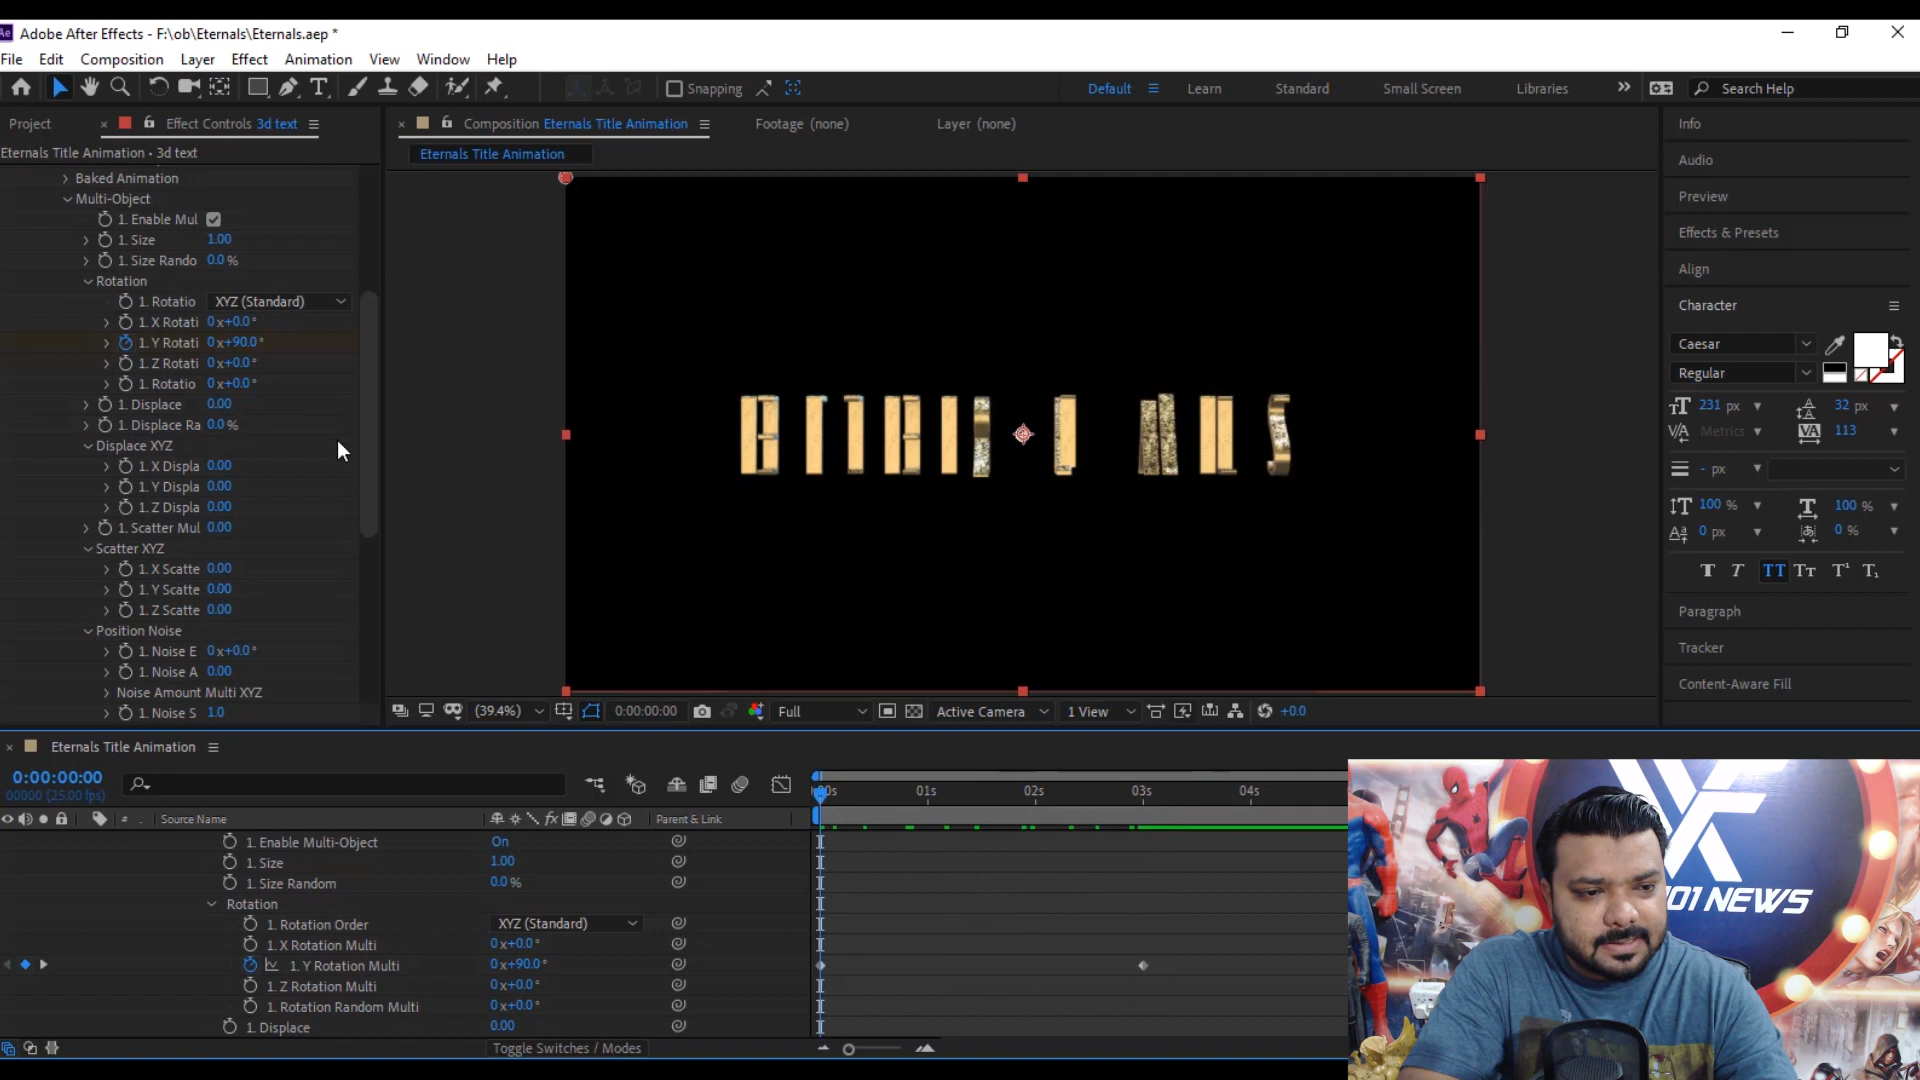 Ae Adobe After Effects - F:\ob\Eternals\Eternals.aep *
File Edit Composition Layer Effect Animation View Window Help
Snapping Default Learn Standard Small Screen Libraries Search Help
Project Effect Controls 3d text
Composition Eternals Title Animation Footage (none) Layer (none)
Eternals Title Animation • 3d text
Eternals Title Animation
Baked Animation
Multi-Object
1. Enable Mul
1. Size 1.00
1. Size Rando 0.0 %
Rotation
1. Rotatio XYZ (Standard)
1. X Rotati 0 x+0.0 °
1. Y Rotati 0 x+90.0 °
1. Z Rotati 0 x+0.0 °
1. Rotatio 0 x+0.0 °
1. Displace 0.00
1. Displace Ra 0.0 %
Displace XYZ
1. X Displa 0.00
1. Y Displa 0.00
1. Z Displa 0.00
1. Scatter Mul 0.00
Scatter XYZ
1. X Scatte 0.00
1. Y Scatte 0.00
1. Z Scatte 0.00
Position Noise
1. Noise E 0 x+0.0 °
1. Noise A 0.00
Noise Amount Multi XYZ
1. Noise S 1.0
(39.4%) 0:00:00:00 Full Active Camera 1 View +0.0
Info
Audio
Preview
Effects & Presets
Align
Character
Caesar
Regular
231 px 32 px
Metrics 113
- px
100 % 100 %
0 px 0 %
T T TT Tт T¹ T₁
Paragraph
Tracker
Content-Aware Fill
Eternals Title Animation
0:00:00:00
00000 (25.00 fps)
:00s 01s 02s 03s 04s
# Source Name fx Parent & Link
1. Enable Multi-Object On
1. Size 1.00
1. Size Random 0.0 %
Rotation
1. Rotation Order XYZ (Standard)
1. X Rotation Multi 0 x+0.0 °
1. Y Rotation Multi 0 x+90.0 °
1. Z Rotation Multi 0 x+0.0 °
1. Rotation Random Multi 0 x+0.0 °
1. Displace 0.00
Toggle Switches / Modes
101 NEWS